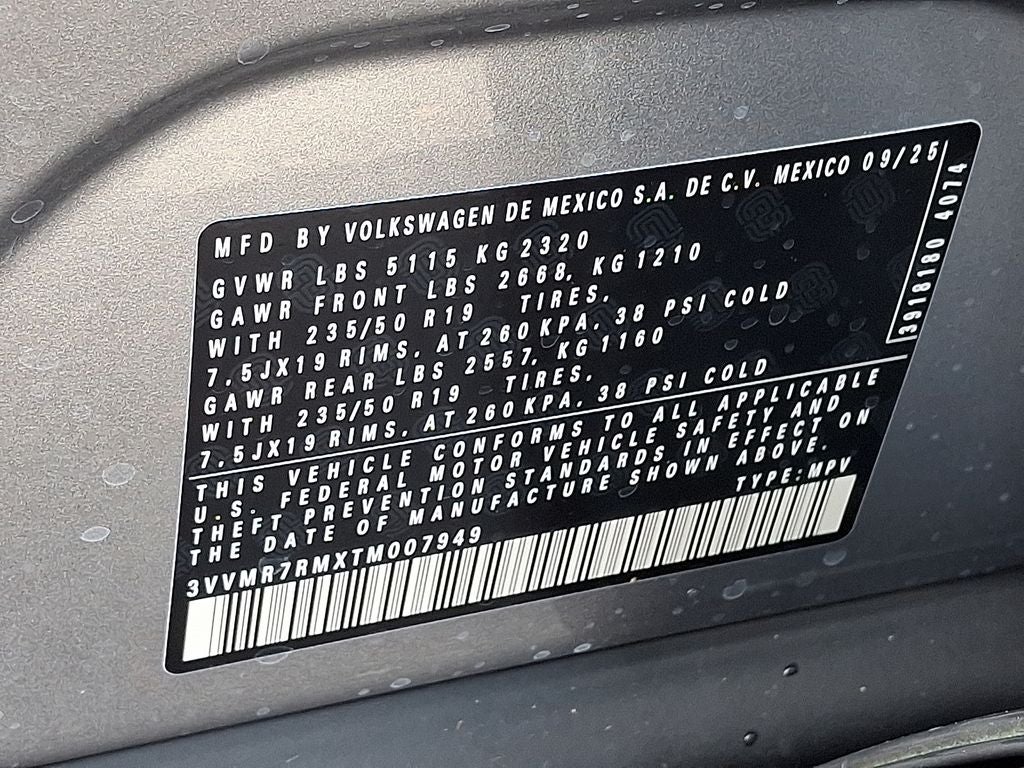 MFD BY VOLKSWAGEN DE MEXICO S.A. DE C.V. MEXICO 09/25
GVWR LBS 5115 KG 2320
GAWR FRONT LBS 2668, KG 1210
WITH 235/50 R19 TIRES,
7,5JX19 RIMS, AT 260 KPA, 38 PSI COLD
GAWR REAR LBS 2557, KG 1160
WITH 235/50 R19 TIRES,
7,5JX19 RIMS, AT 260 KPA, 38 PSI COLD
THIS VEHICLE CONFORMS TO ALL APPLICABLE
U.S. FEDERAL MOTOR VEHICLE SAFETY AND
THEFT PREVENTION STANDARDS IN EFFECT ON
THE DATE OF MANUFACTURE SHOWN ABOVE.
TYPE: MPV
3VVMR7RMXTM007949
3918180 4074